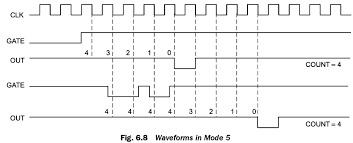 CLK
GATE
4 3 2 1 0
OUT
COUNT = 4
GATE
4 4 4 4 3 2 1 0
OUT
COUNT = 4
Fig. 6.8 Waveforms in Mode 5